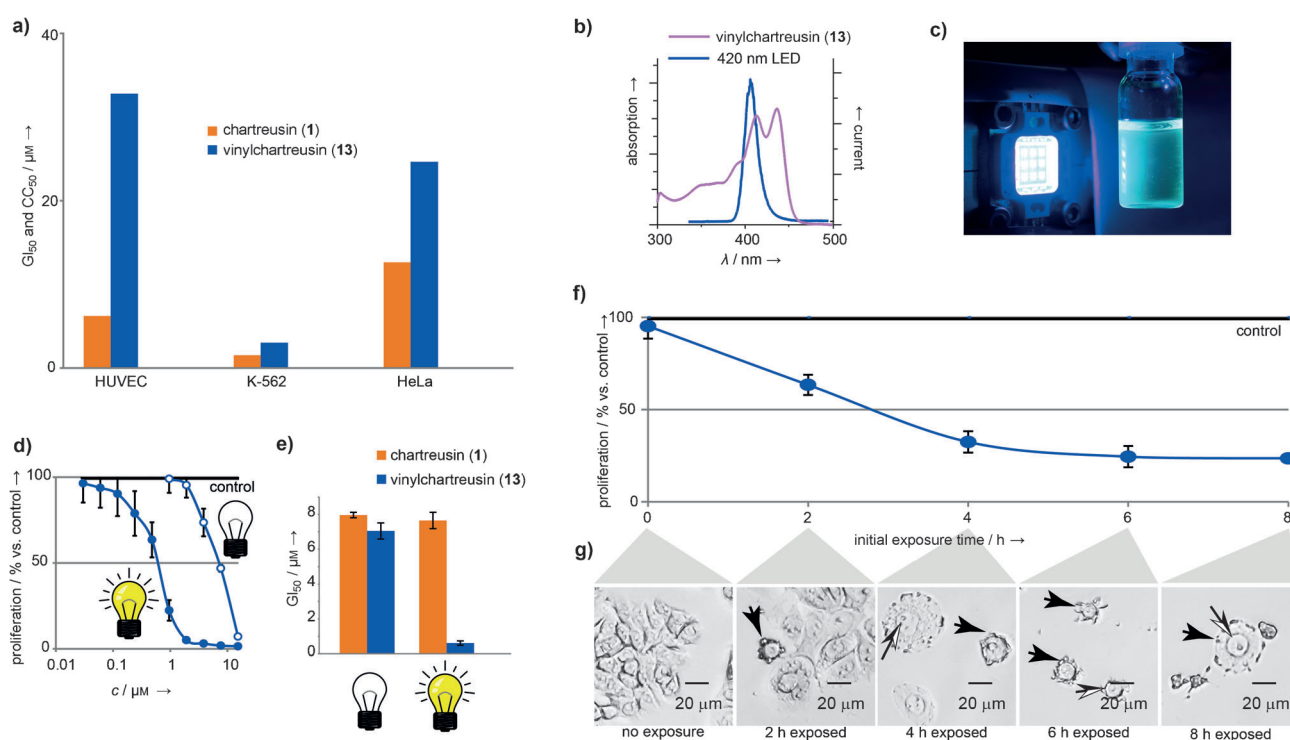 a)
40
20
0
GI₅₀ and CC₅₀ / µM →
chartreusin (1)
vinylchartreusin (13)
HUVEC
K-562
HeLa
b)
vinylchartreusin (13)
420 nm LED
absorption →
← current
300
400
500
λ / nm →
c)
d)
proliferation / % vs. control →
100
50
0
control
0.01
0.1
1
10
c / µM →
e)
chartreusin (1)
vinylchartreusin (13)
GI₅₀ / µM →
8
6
4
2
0
f)
proliferation / % vs. control →
100
50
0
control
0
2
4
6
8
initial exposure time / h →
g)
20 µm
20 µm
20 µm
20 µm
20 µm
no exposure
2 h exposed
4 h exposed
6 h exposed
8 h exposed